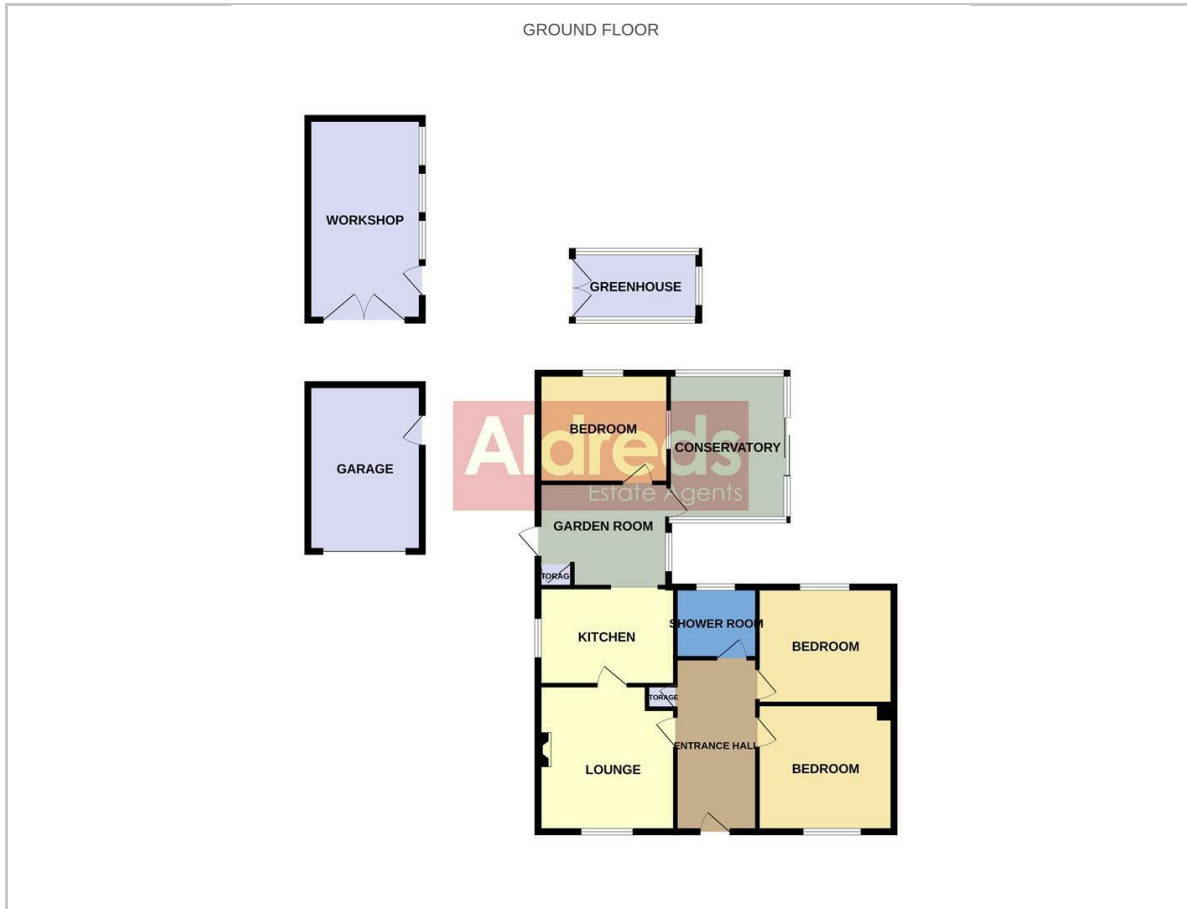 GROUND FLOOR
WORKSHOP
GREENHOUSE
GARAGE
BEDROOM
CONSERVATORY
Aldreds
Estate Agents
GARDEN ROOM
TORAG
KITCHEN
SHOWER ROOM
BEDROOM
TORAGE
ENTRANCE HALL
LOUNGE
BEDROOM